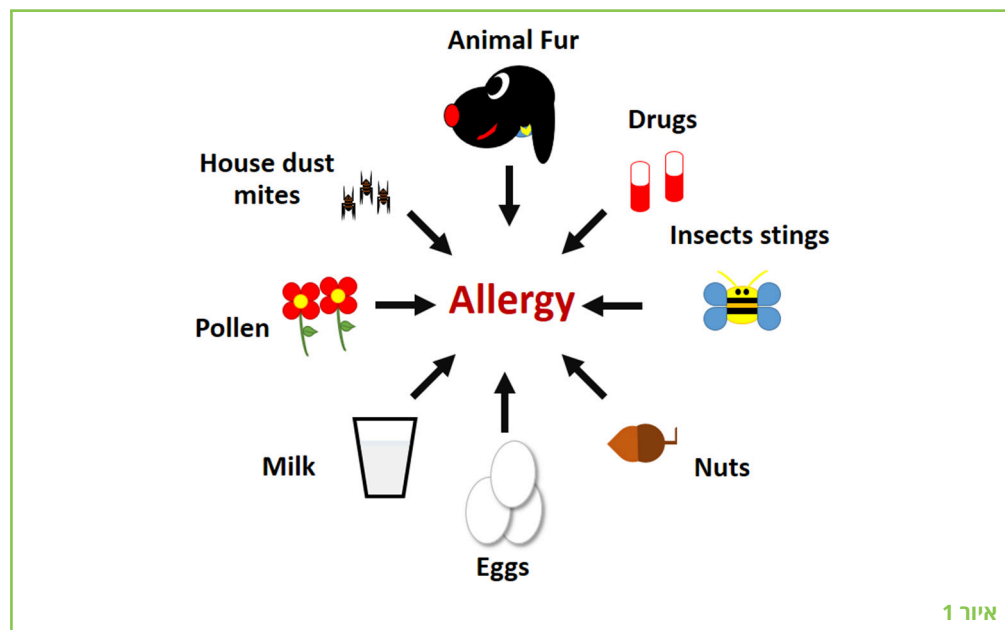 Animal Fur
Drugs
House dust
mites
Insects stings
Allergy
Pollen
Milk
Nuts
Eggs
איור 1